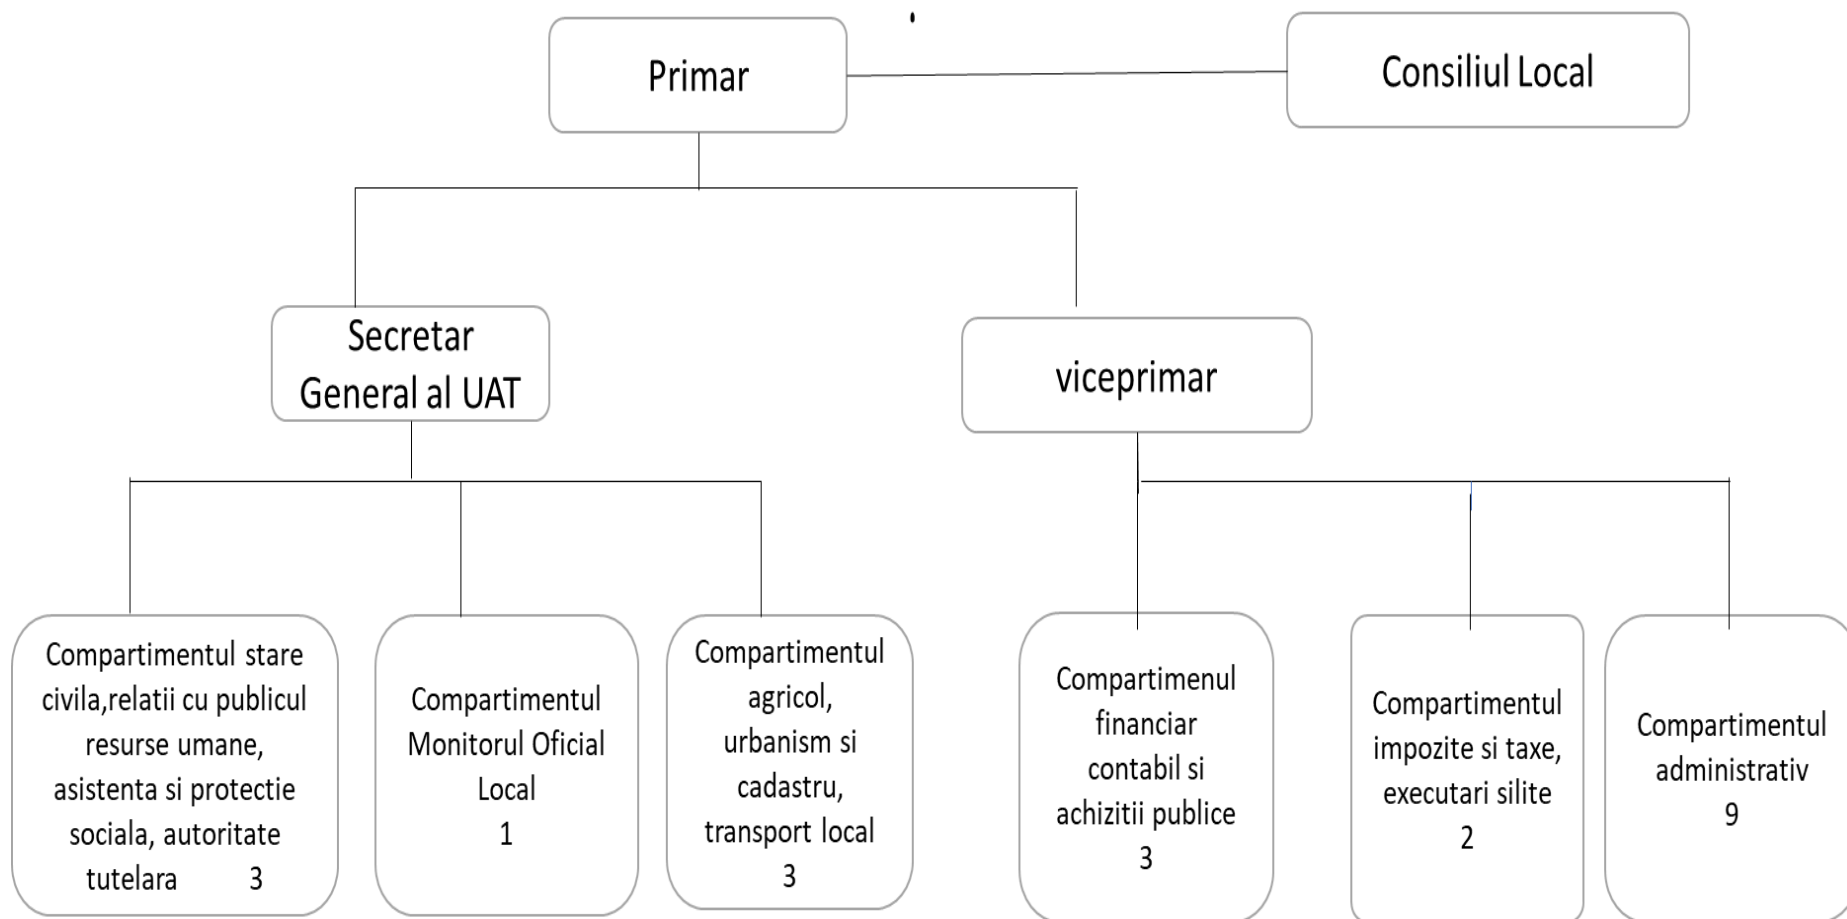 Primar
Consiliul Local
Secretar
General al UAT
viceprimar
Compartimentul stare
civila,relatii cu publicul
resurse umane,
asistenta si protectie
sociala, autoritate
tutelara 3
Compartimentul
Monitorul Oficial
Local
1
Compartimentul
agricol,
urbanism si
cadastru,
transport local
3
Compartimenul
financiar
contabil si
achizitii publice
3
Compartimentul
impozite si taxe,
executari silite
2
Compartimentul
administrativ
9